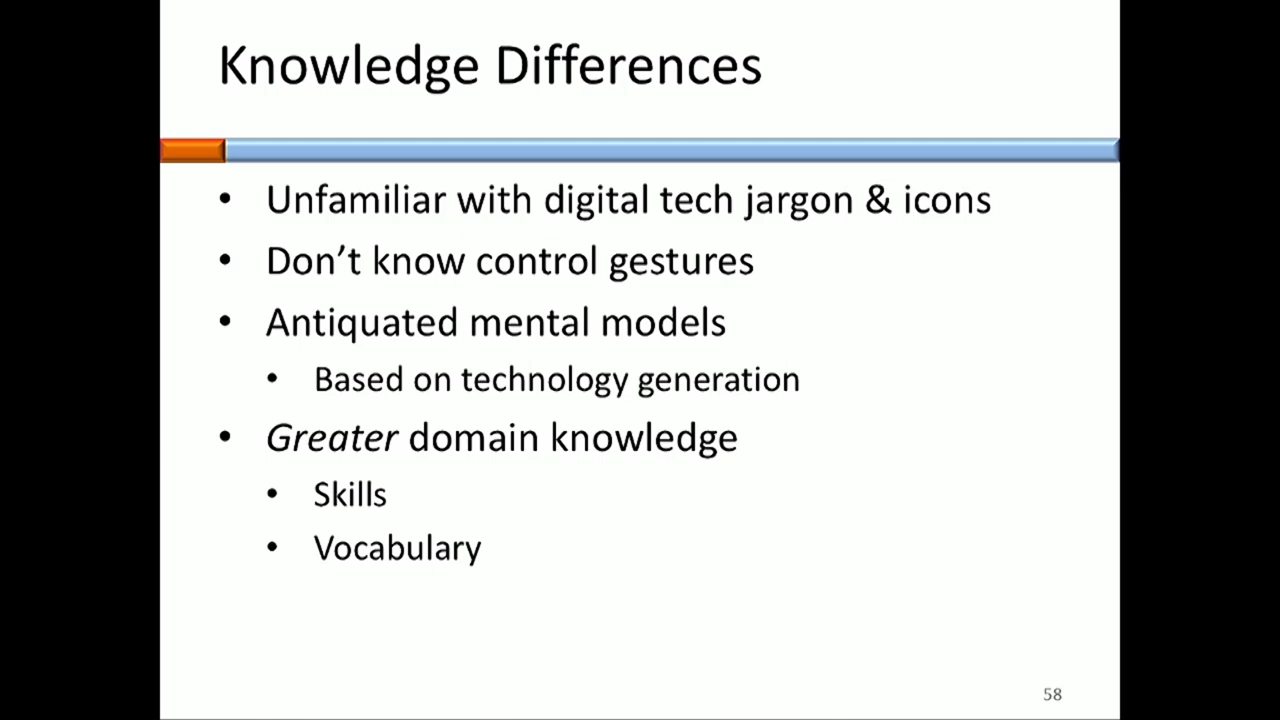 Knowledge Differences
• Unfamiliar with digital tech jargon & icons
• Don’t know control gestures
• Antiquated mental models
• Based on technology generation
• Greater domain knowledge
• Skills
• Vocabulary
58